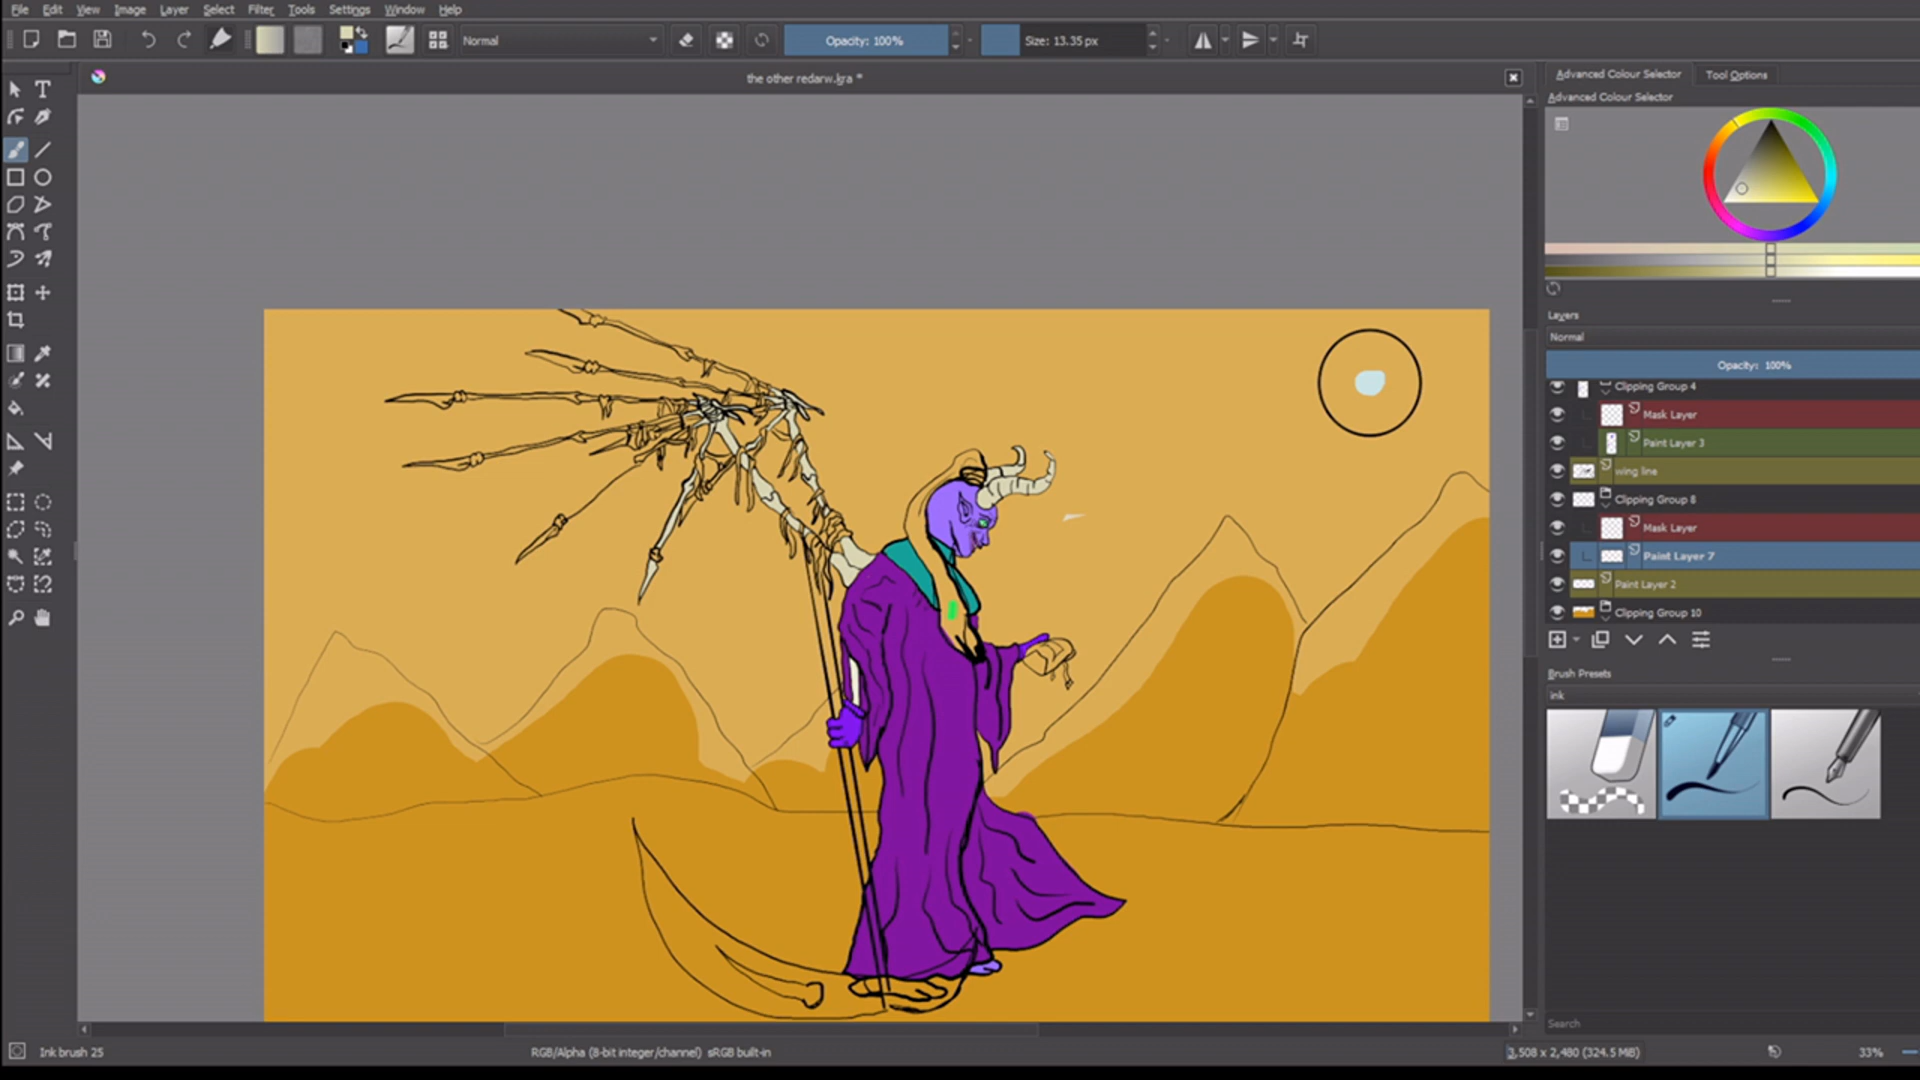 File Edit View Image Layer Select Filter Tools Settings Window Help
Normal
Opacity: 100%
Size: 13.35 px
the other redarw.kra *
Advanced Colour Selector
Tool Options
Advanced Colour Selector
Layers
Normal
Opacity: 100%
Clipping Group 4
Mask Layer
Paint Layer 3
wing line
Clipping Group 8
Mask Layer
Paint Layer 7
Paint Layer 2
Clipping Group 10
Brush Presets
ink
Search
Ink brush 25
RGB/Alpha (8-bit integer/channel) sRGB built-in
3,508 x 2,480 (324.5 MB)
33%